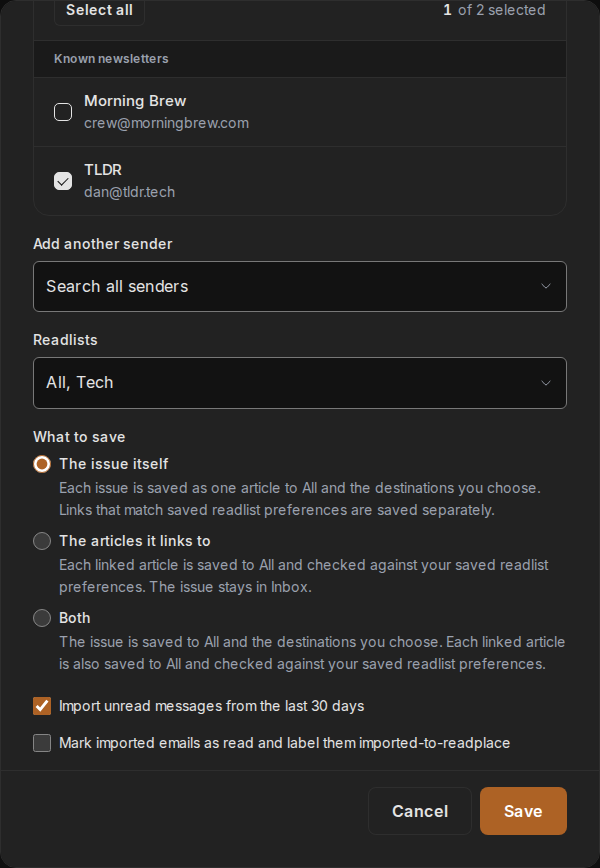 Select all
1 of 2 selected
Known newsletters
Morning Brew
crew@morningbrew.com
TLDR
dan@tldr.tech
Add another sender
Search all senders
Readlists
All, Tech
What to save
The issue itself
Each issue is saved as one article to All and the destinations you choose.
Links that match saved readlist preferences are saved separately.
The articles it links to
Each linked article is saved to All and checked against your saved readlist
preferences. The issue stays in Inbox.
Both
The issue is saved to All and the destinations you choose. Each linked article
is also saved to All and checked against your saved readlist preferences.
Import unread messages from the last 30 days
Mark imported emails as read and label them imported-to-readplace
Cancel
Save